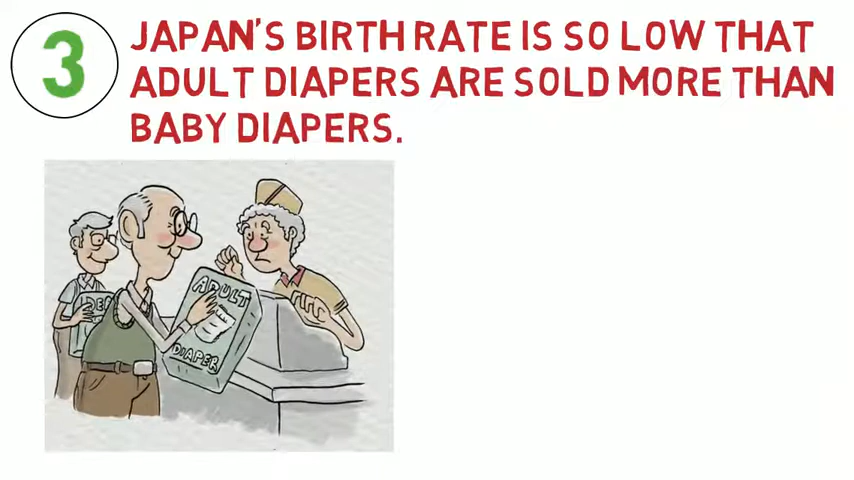 3
JAPAN'S BIRTH RATE IS SO LOW THAT
ADULT DIAPERS ARE SOLD MORE THAN
BABY DIAPERS.
ADULT
DIAPER